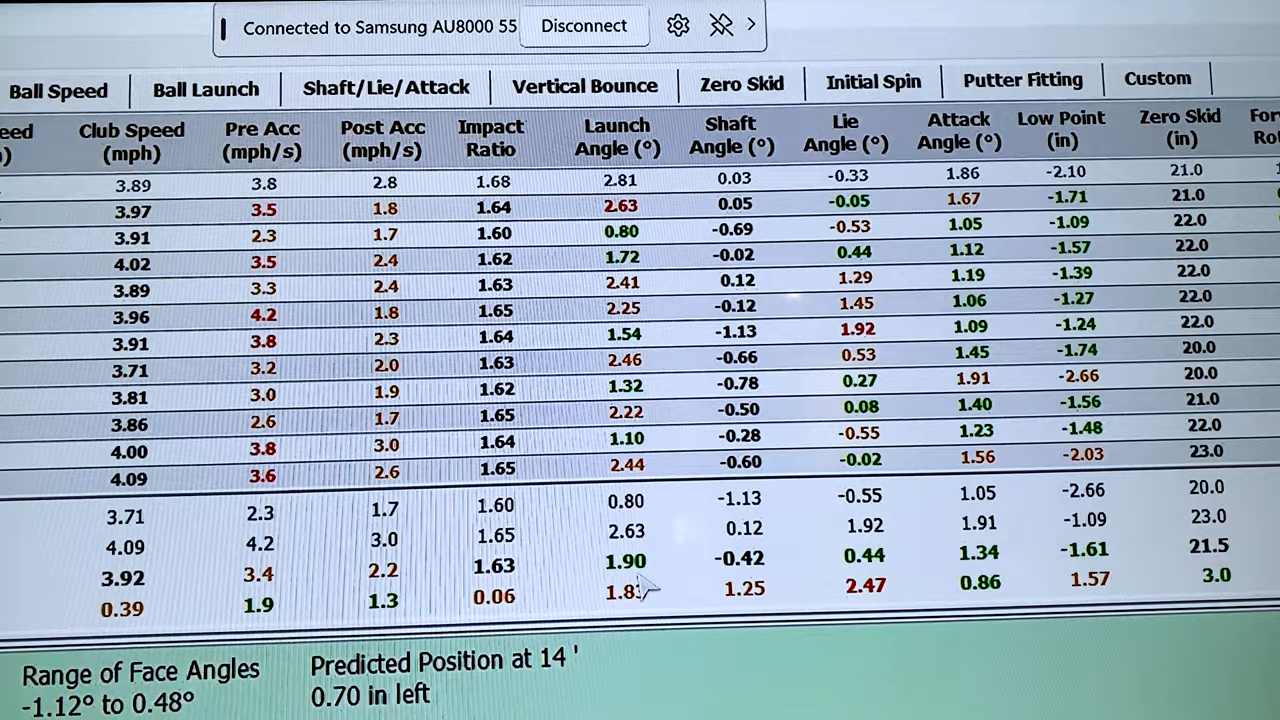 Connected to Samsung AU8000 55 Disconnect
Ball Speed Ball Launch Shaft/Lie/Attack Vertical Bounce Zero Skid Initial Spin Putter Fitting Custom
eed Club Speed Pre Acc Post Acc Impact Launch Shaft Lie Attack Low Point Zero Skid For
) (mph) (mph/s) (mph/s) Ratio Angle (°) Angle (°) Angle (°) Angle (°) (in) (in) Ro
3.89 3.8 2.8 1.68 2.81 0.03 -0.33 1.86 -2.10 21.0
3.97 3.5 1.8 1.64 2.63 0.05 -0.05 1.67 -1.71 21.0
3.91 2.3 1.7 1.60 0.80 -0.69 -0.53 1.05 -1.09 22.0
4.02 3.5 2.4 1.62 1.72 -0.02 0.44 1.12 -1.57 22.0
3.89 3.3 2.4 1.63 2.41 0.12 1.29 1.19 -1.39 22.0
3.96 4.2 1.8 1.65 2.25 -0.12 1.45 1.06 -1.27 22.0
3.91 3.8 2.3 1.64 1.54 -1.13 1.92 1.09 -1.24 22.0
3.71 3.2 2.0 1.63 2.46 -0.66 0.53 1.45 -1.74 20.0
3.81 3.0 1.9 1.62 1.32 -0.78 0.27 1.91 -2.66 20.0
3.86 2.6 1.7 1.65 2.22 -0.50 0.08 1.40 -1.56 21.0
4.00 3.8 3.0 1.64 1.10 -0.28 -0.55 1.23 -1.48 22.0
4.09 3.6 2.6 1.65 2.44 -0.60 -0.02 1.56 -2.03 23.0
3.71 2.3 1.7 1.60 0.80 -1.13 -0.55 1.05 -2.66 20.0
4.09 4.2 3.0 1.65 2.63 0.12 1.92 1.91 -1.09 23.0
3.92 3.4 2.2 1.63 1.90 -0.42 0.44 1.34 -1.61 21.5
0.39 1.9 1.3 0.06 1.83 1.25 2.47 0.86 1.57 3.0
Range of Face Angles Predicted Position at 14 '
-1.12° to 0.48° 0.70 in left